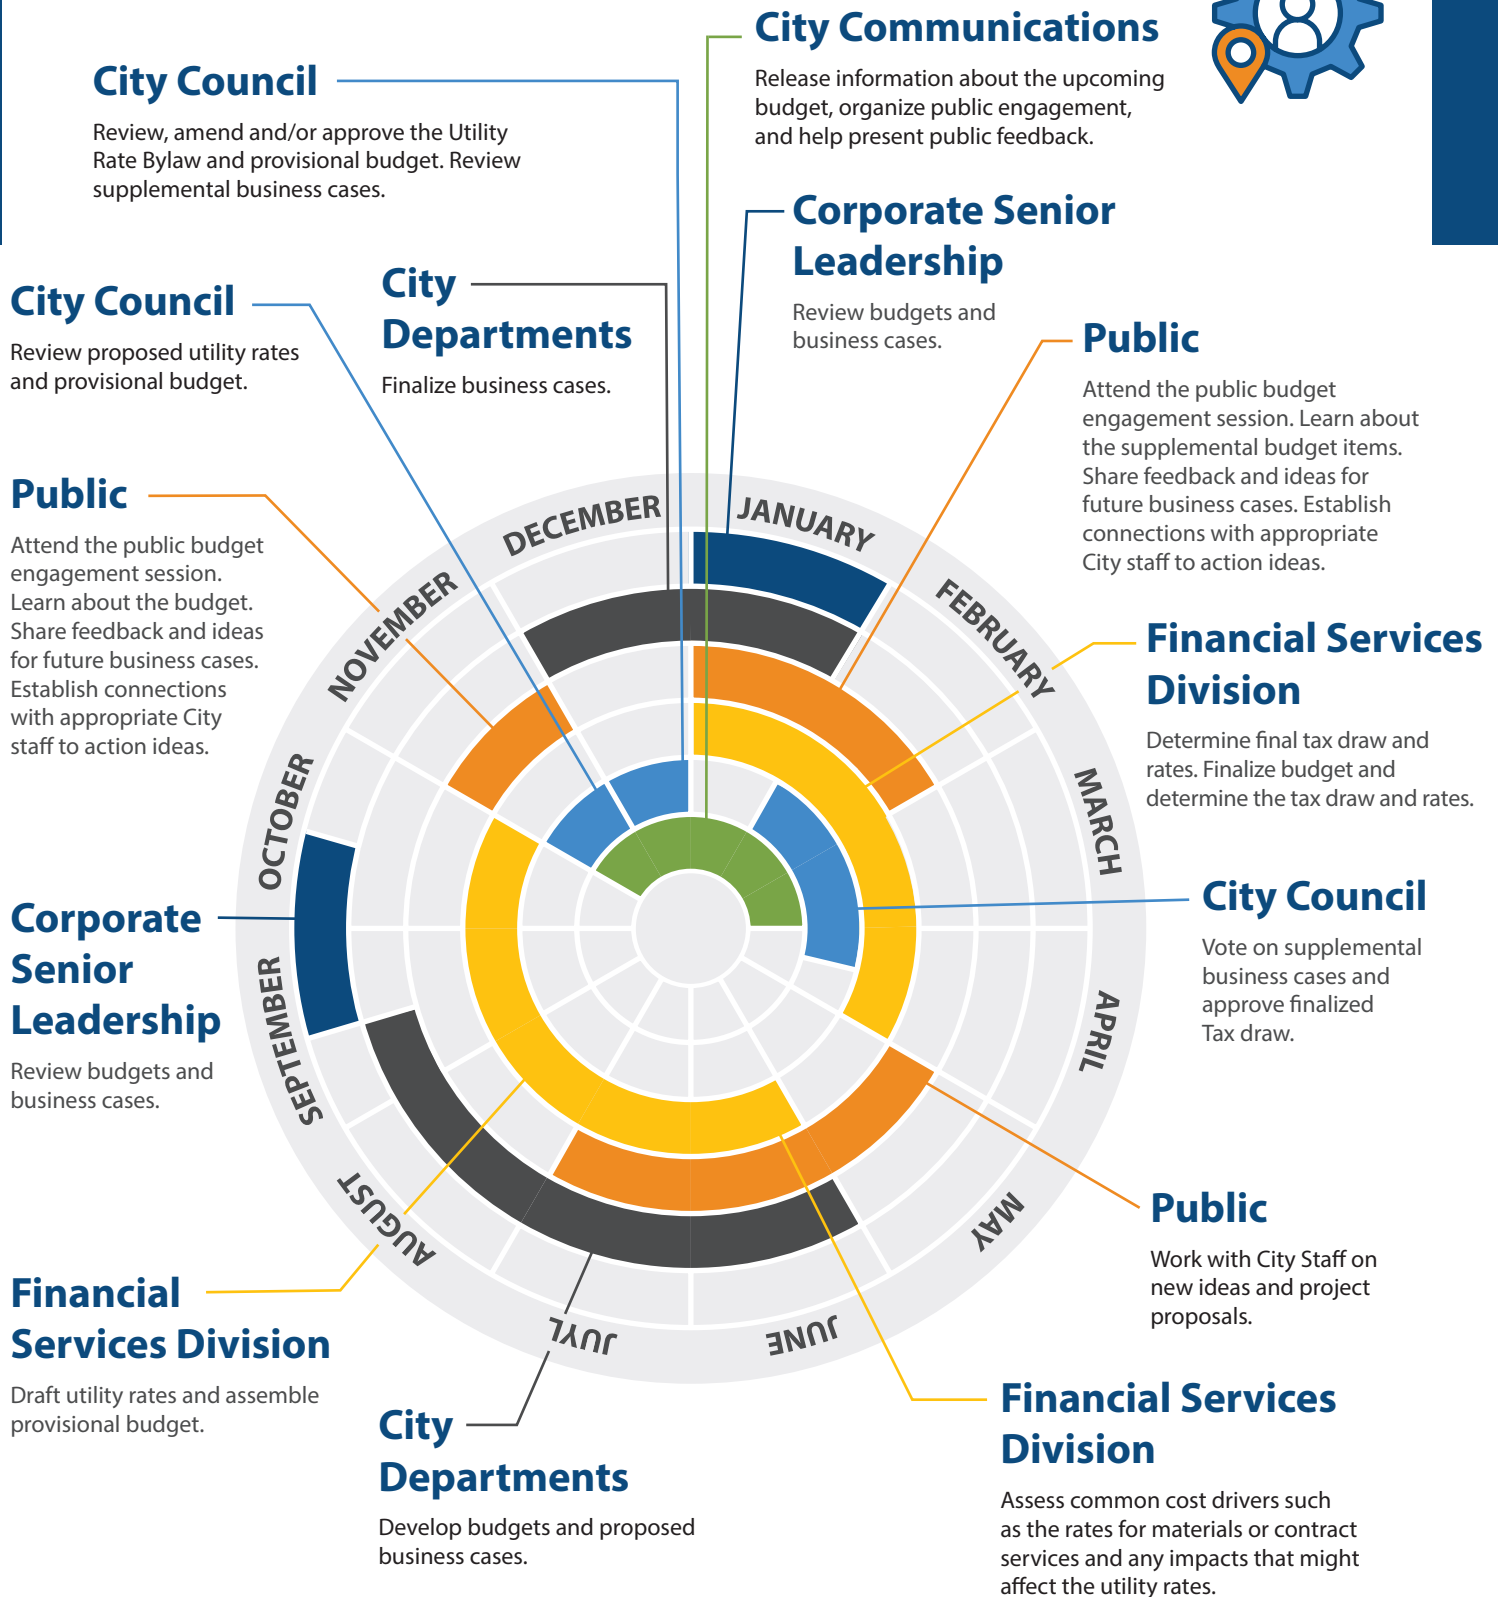 City Communications
Release information about the upcoming
budget, organize public engagement,
and help present public feedback.
City Council
Review, amend and/or approve the Utility
Rate Bylaw and provisional budget. Review
supplemental business cases.
Corporate Senior
Leadership
Review budgets and
business cases.
City
Departments
Finalize business cases.
City Council
Review proposed utility rates
and provisional budget.
Public
Attend the public budget
engagement session. Learn about
the supplemental budget items.
Share feedback and ideas for
future business cases. Establish
connections with appropriate
City staff to action ideas.
Public
Attend the public budget
engagement session.
Learn about the budget.
Share feedback and ideas
for future business cases.
Establish connections
with appropriate City
staff to action ideas.
JANUARY
FEBRUARY
MARCH
APRIL
MAY
JUNE
JUYL
AUGUST
SEPTEMBER
OCTOBER
NOVEMBER
DECEMBER
Financial Services
Division
Determine final tax draw and
rates. Finalize budget and
determine the tax draw and rates.
City Council
Vote on supplemental
business cases and
approve finalized
Tax draw.
Corporate
Senior
Leadership
Review budgets and
business cases.
Public
Work with City Staff on
new ideas and project
proposals.
Financial
Services Division
Draft utility rates and assemble
provisional budget.
City
Departments
Develop budgets and proposed
business cases.
Financial Services
Division
Assess common cost drivers such
as the rates for materials or contract
services and any impacts that might
affect the utility rates.